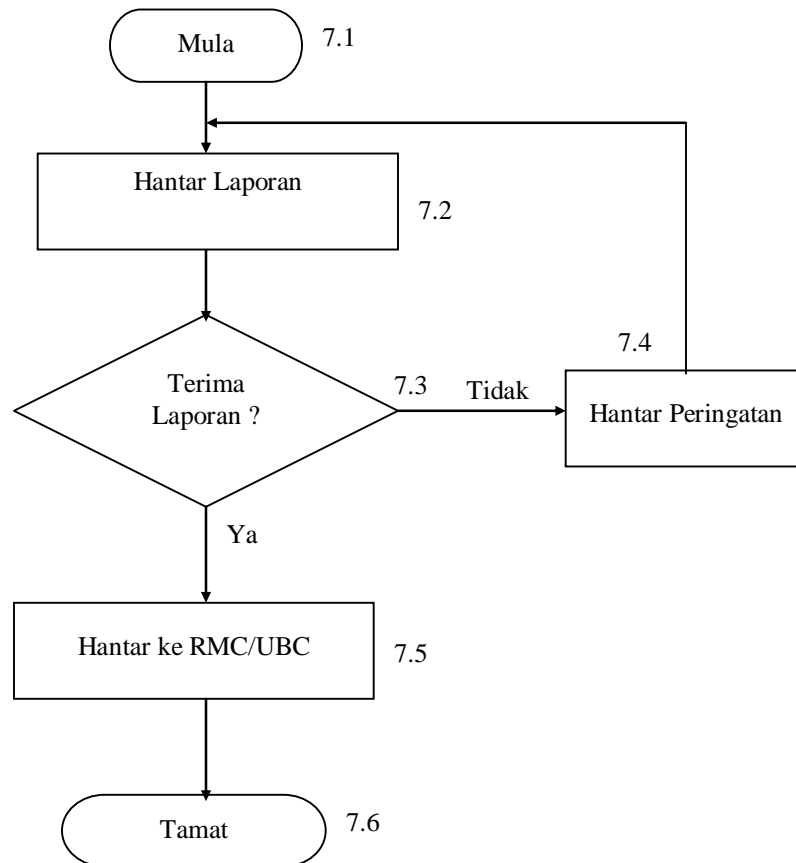 Mula
7.1
Hantar Laporan
7.2
Terima
Laporan ?
7.3
Tidak
7.4
Hantar Peringatan
Ya
Hantar ke RMC/UBC
7.5
Tamat
7.6